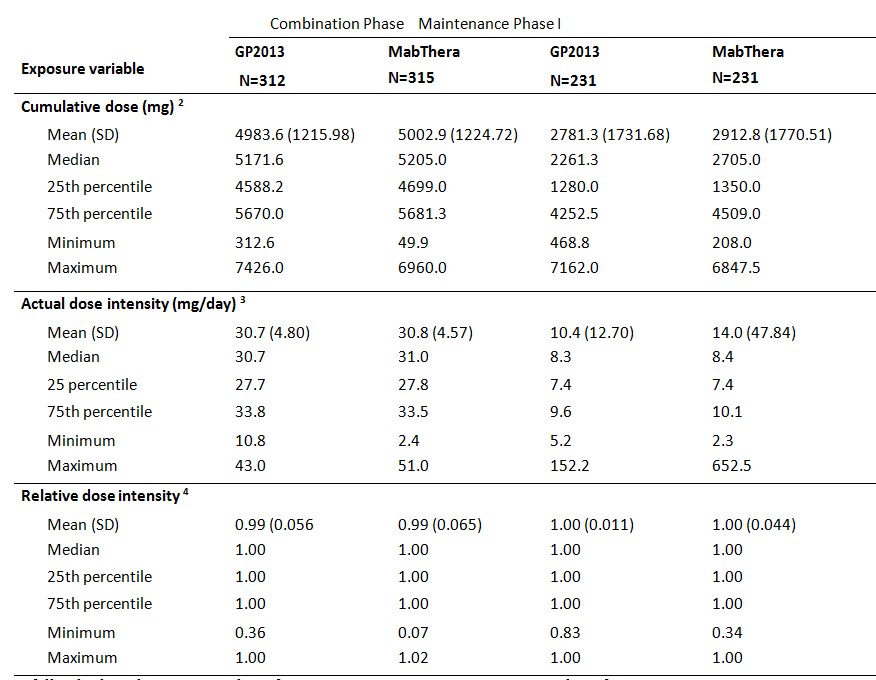 Combination Phase Maintenance Phase I
Exposure variable GP2013 N=312 MabThera N=315 GP2013 N=231 MabThera N=231
Cumulative dose (mg) 2
Mean (SD) 4983.6 (1215.98) 5002.9 (1224.72) 2781.3 (1731.68) 2912.8 (1770.51)
Median 5171.6 5205.0 2261.3 2705.0
25th percentile 4588.2 4699.9 1280.0 1350.0
75th percentile 5670.0 5681.3 4252.5 4509.0
Minimum 312.6 49.9 468.8 208.0
Maximum 7426.0 6960.0 7162.0 6847.5
Actual dose intensity (mg/day) 3
Mean (SD) 30.7 (4.80) 30.8 (4.57) 10.4 (12.70) 14.0 (47.84)
Median 30.7 31.0 8.3 8.4
25 percentile 27.7 27.8 7.4 7.4
75th percentile 33.8 33.5 9.6 10.1
Minimum 10.8 2.4 5.2 2.3
Maximum 43.0 51.0 152.2 652.5
Relative dose intensity 4
Mean (SD) 0.99 (0.056 0.99 (0.065) 1.00 (0.011) 1.00 (0.044)
Median 1.00 1.00 1.00 1.00
25th percentile 1.00 1.00 1.00 1.00
75th percentile 1.00 1.00 1.00 1.00
Minimum 0.36 0.07 0.83 0.34
Maximum 1.00 1.02 1.00 1.00